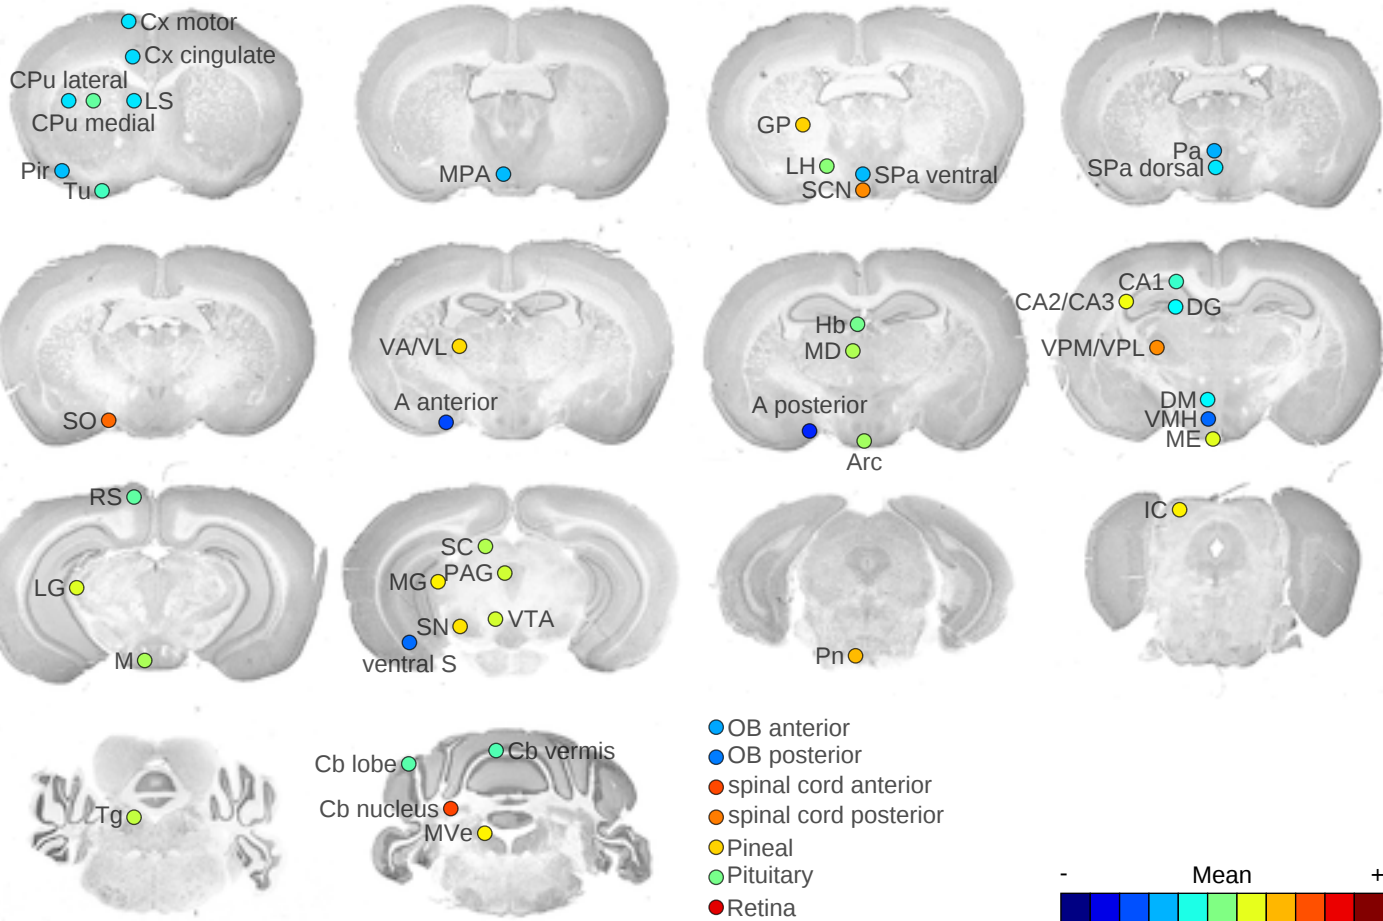 Cx motor
Cx cingulate
CPu lateral
LS
CPu medial
Pir
Tu
MPA
GP
LH
SPa ventral
SCN
Pa
SPa dorsal
SO
VA/VL
A anterior
Hb
MD
A posterior
Arc
CA1
CA2/CA3
DG
VPM/VPL
DM
VMH
ME
RS
LG
M
SC
MG PAG
SN VTA
ventral S
Pn
IC
Tg
Cb lobe Cb vermis
Cb nucleus
MVe
OB anterior
OB posterior
spinal cord anterior
spinal cord posterior
Pineal
Pituitary
Retina
- Mean +